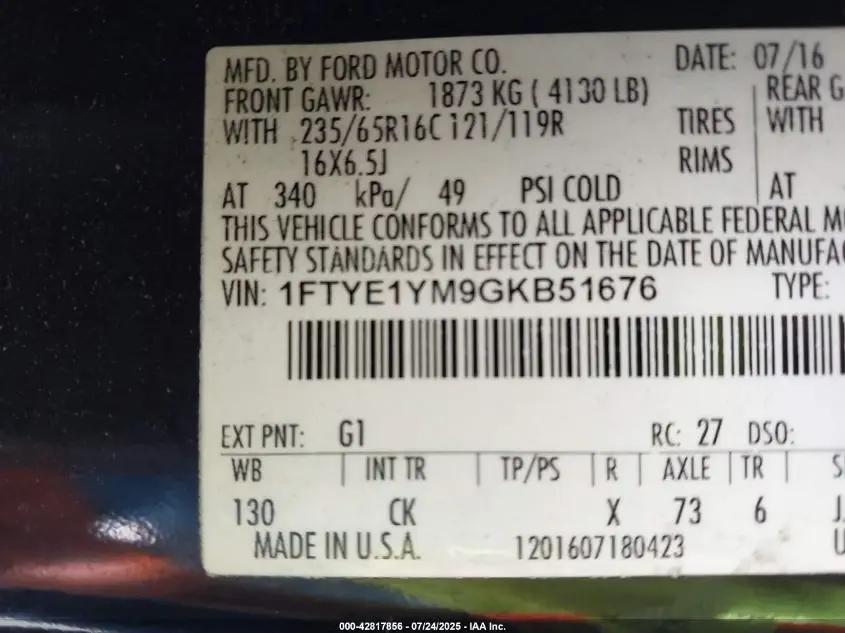 MFD. BY FORD MOTOR CO. DATE: 07/16
FRONT GAWR: 1873 KG ( 4130 LB) REAR G
WITH 235/65R16C 121/119R TIRES WITH
16X6.5J RIMS
AT 340 kPa/ 49 PSI COLD AT
THIS VEHICLE CONFORMS TO ALL APPLICABLE FEDERAL M
SAFETY STANDARDS IN EFFECT ON THE DATE OF MANUFA
VIN: 1FTYE1YM9GKB51676 TYPE:
EXT PNT: G1 RC: 27 DSO:
WB INT TR TP/PS R AXLE TR S
130 CK X 73 6 J
MADE IN U.S.A. 1201607180423 U
000-42817856 - 07/24/2025 - IAA Inc.